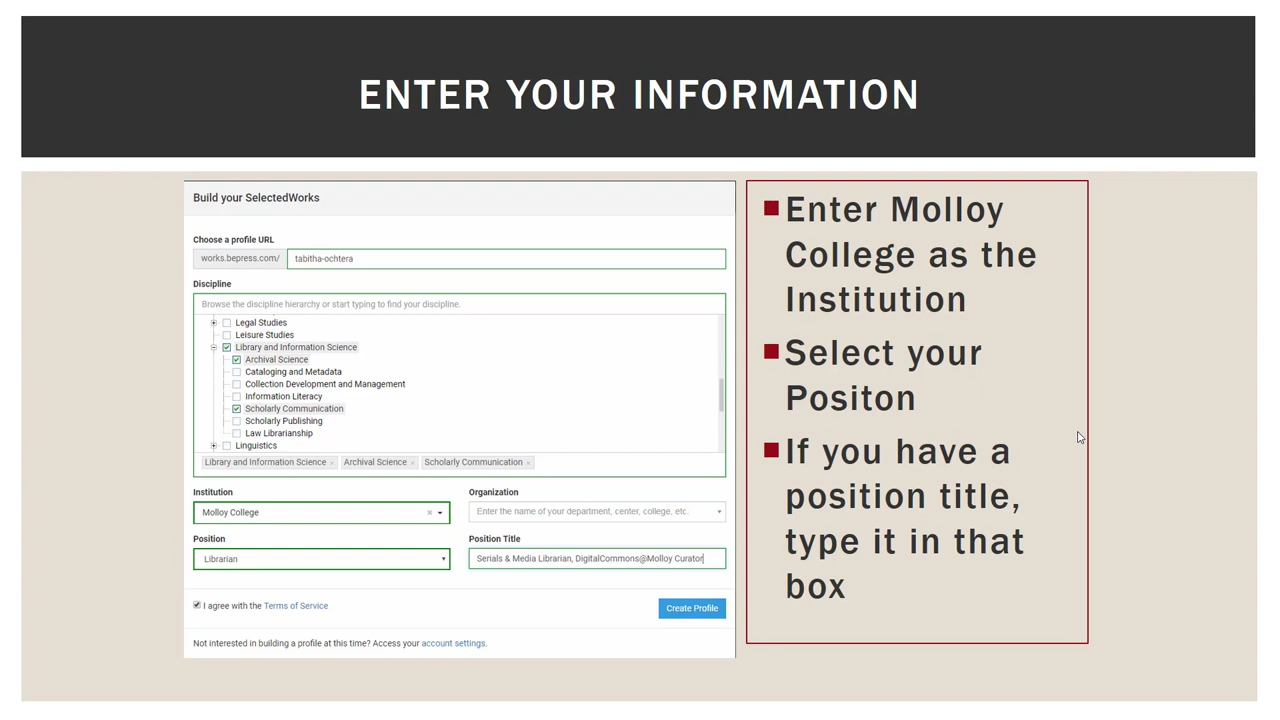 ENTER YOUR INFORMATION
Build your SelectedWorks
Choose a profile URL
works.bepress.com/ tabitha-ochtera
Discipline
Browse the discipline hierarchy or start typing to find your discipline.
Legal Studies
Leisure Studies
Library and Information Science
Archival Science
Cataloging and Metadata
Collection Development and Management
Information Literacy
Scholarly Communication
Scholarly Publishing
Law Librarianship
Linguistics
Library and Information Science × Archival Science × Scholarly Communication ×
Institution
Molloy College ×
Organization
Enter the name of your department, center, college, etc.
Position
Librarian
Position Title
Serials & Media Librarian, DigitalCommons@Molloy Curator
I agree with the Terms of Service
Create Profile
Not interested in building a profile at this time? Access your account settings.
Enter Molloy
College as the
Institution
Select your
Positon
If you have a
position title,
type it in that
box